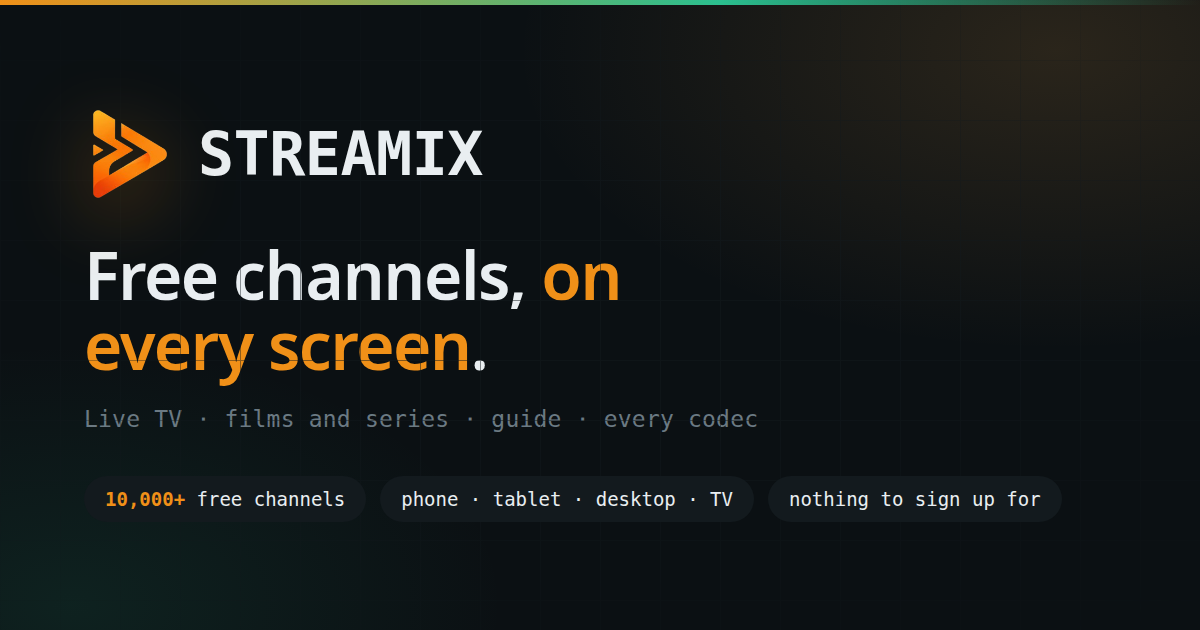 STREAMIX
Free channels, on
every screen.
Live TV · films and series · guide · every codec
10,000+ free channels
phone · tablet · desktop · TV
nothing to sign up for